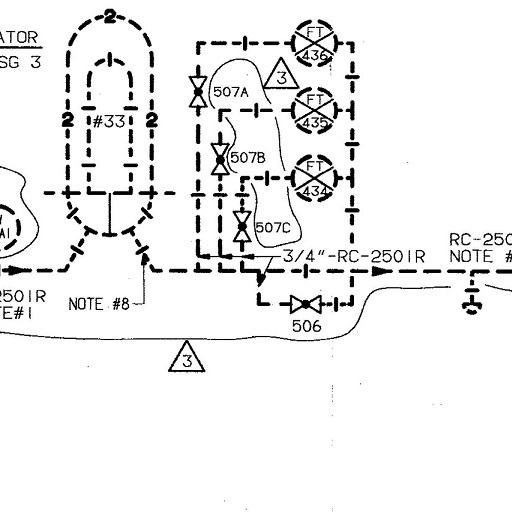 2
ATOR
SG 3
FT
436
3
507A
FT
435
2
#33
2
507B
FT
434
507C
A1
RC-250
NOTE #
3/4"-RC-2501R
2501R
TE#1
NOTE #8
506
3